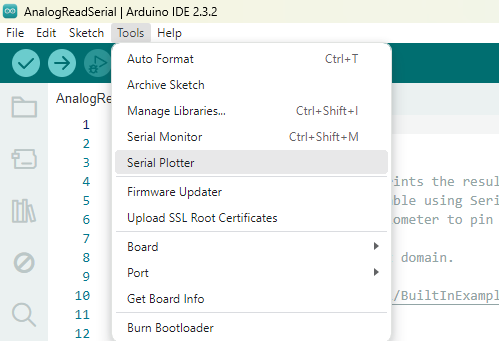 AnalogReadSerial | Arduino IDE 2.3.2
File Edit Sketch Tools Help
Auto Format Ctrl+T
Archive Sketch
Manage Libraries... Ctrl+Shift+I
Serial Monitor Ctrl+Shift+M
Serial Plotter
Firmware Updater
Upload SSL Root Certificates
Board
Port
Get Board Info
Burn Bootloader
AnalogRea
1
2
3
4 rints the resul
5 ble using Seri
6 ometer to pin
7
8 domain.
9
10 /BuiltInExampl
11
12